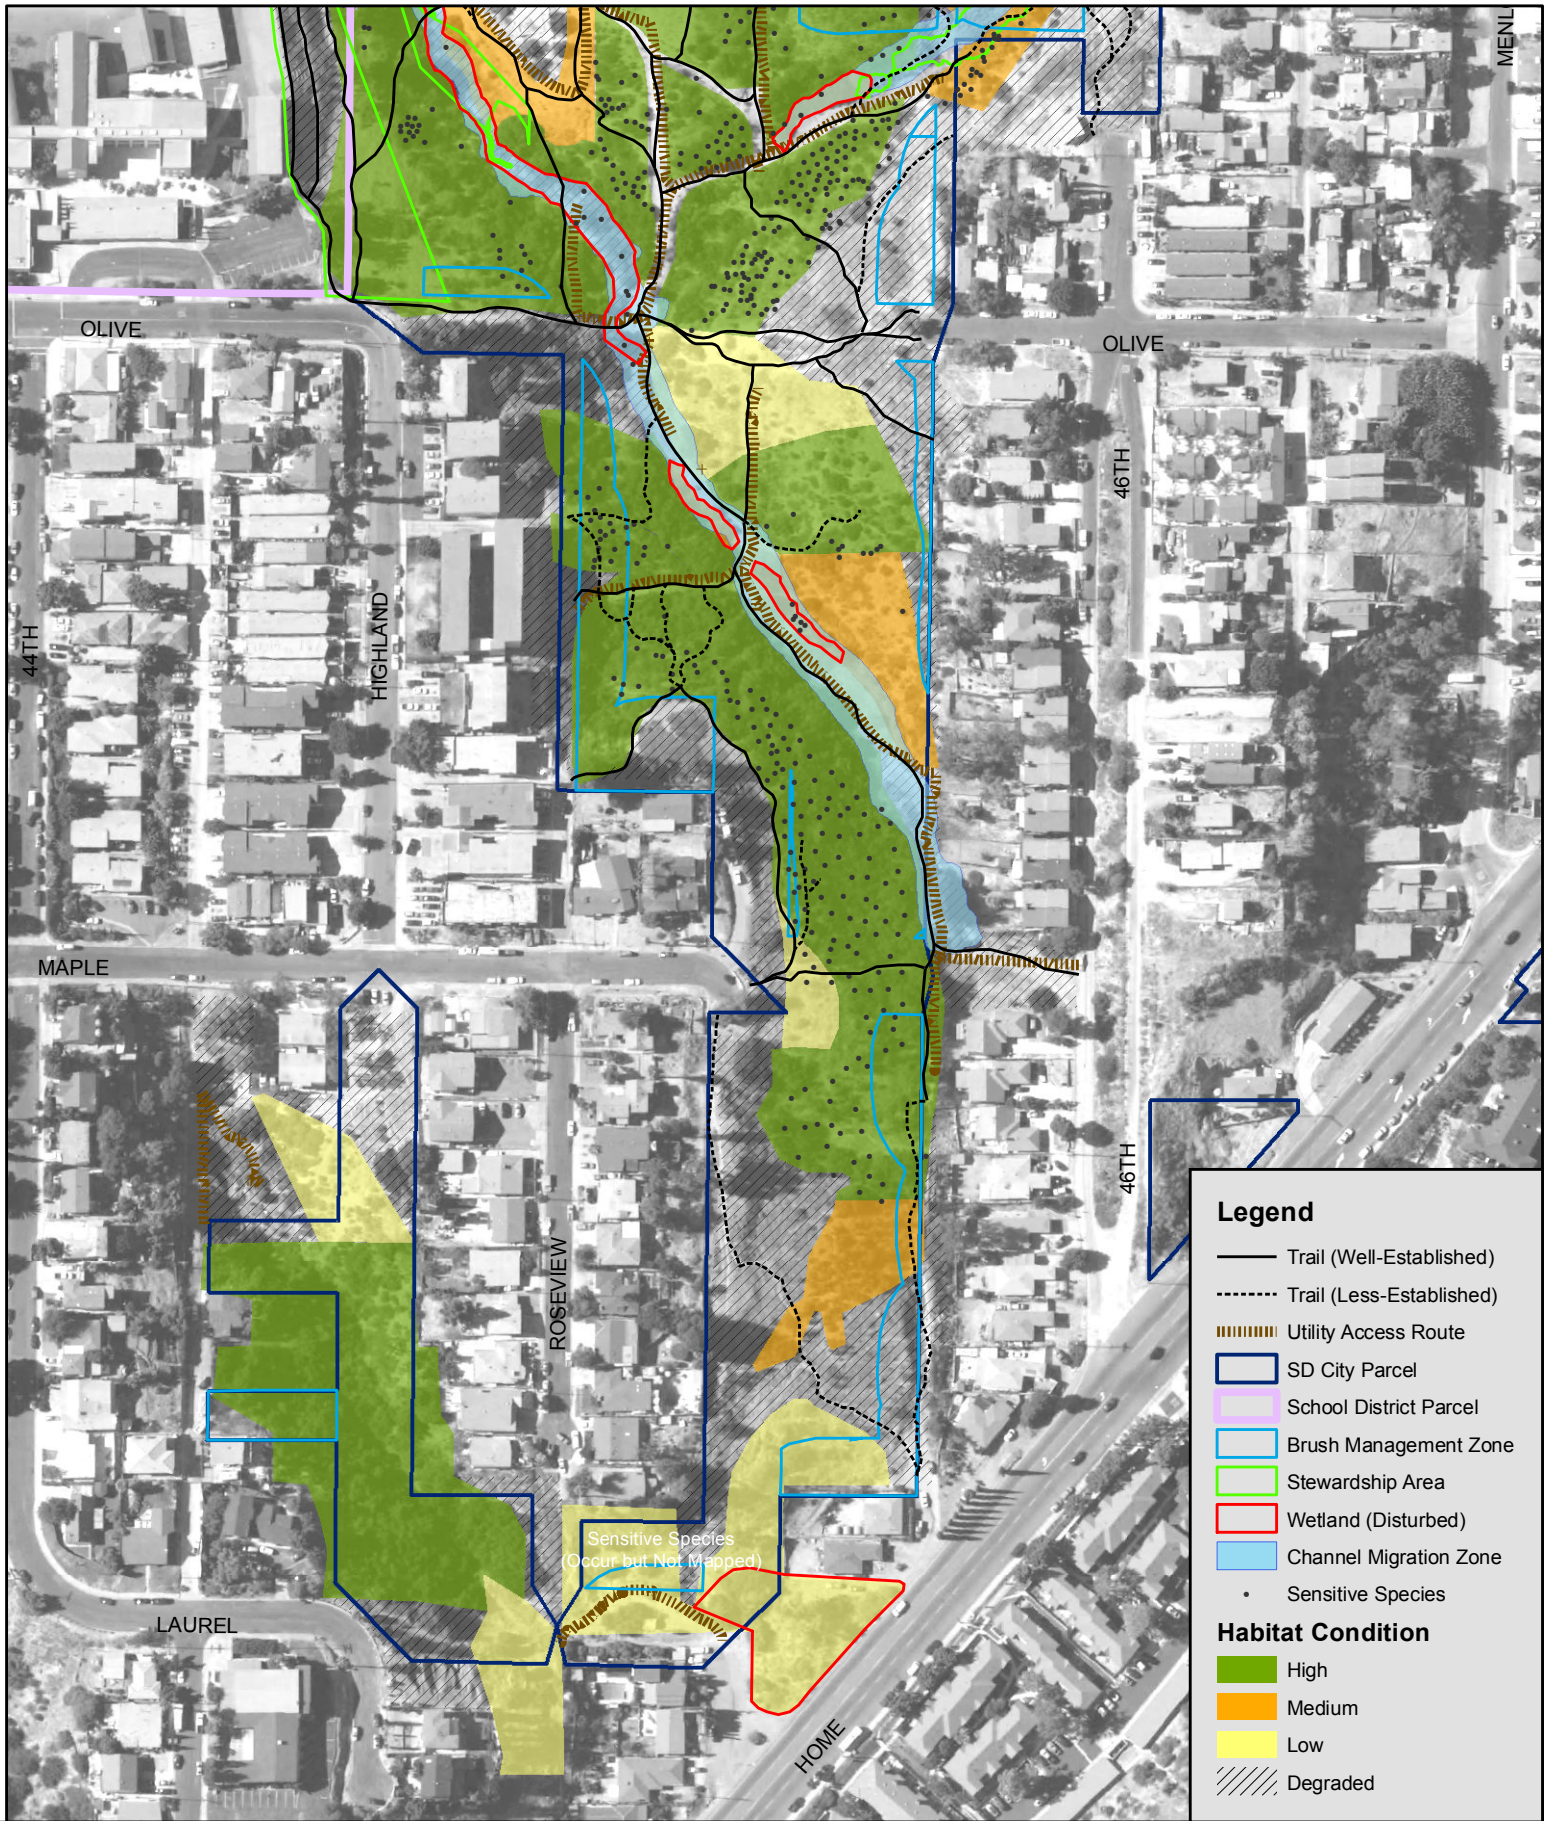 MENL
OLIVE
OLIVE
46TH
44TH
HIGHLAND
MAPLE
46TH
ROSEVIEW
Sensitive Species
(Occur but Not Mapped)
LAUREL
HOME
Legend
Trail (Well-Established)
Trail (Less-Established)
Utility Access Route
SD City Parcel
School District Parcel
Brush Management Zone
Stewardship Area
Wetland (Disturbed)
Channel Migration Zone
Sensitive Species
Habitat Condition
High
Medium
Low
Degraded